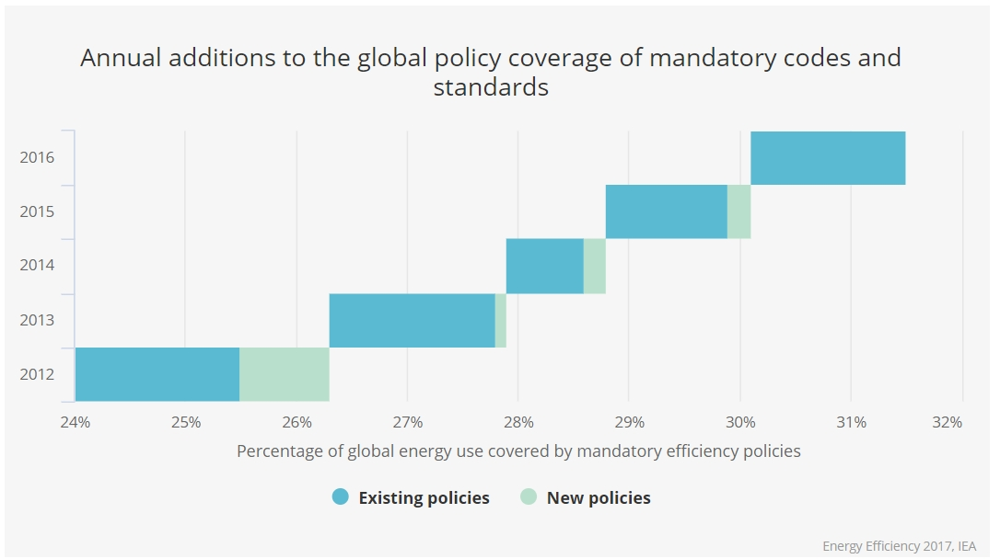 Annual additions to the global policy coverage of mandatory codes and
standards
2016
2015
2014
2013
2012
24% 25% 26% 27% 28% 29% 30% 31% 32%
Percentage of global energy use covered by mandatory efficiency policies
Existing policies New policies
Energy Efficiency 2017, IEA